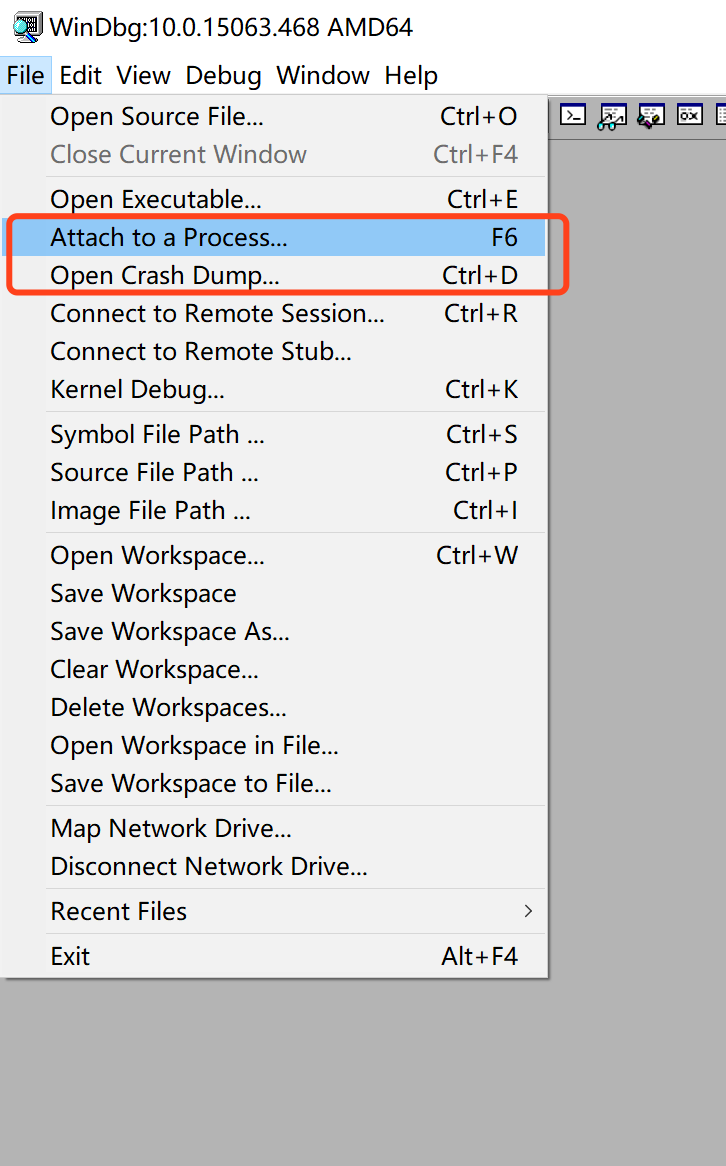 WinDbg:10.0.15063.468 AMD64
File Edit View Debug Window Help
Open Source File... Ctrl+O
Close Current Window Ctrl+F4
Open Executable... Ctrl+E
Attach to a Process... F6
Open Crash Dump... Ctrl+D
Connect to Remote Session... Ctrl+R
Connect to Remote Stub...
Kernel Debug... Ctrl+K
Symbol File Path ... Ctrl+S
Source File Path ... Ctrl+P
Image File Path ... Ctrl+I
Open Workspace... Ctrl+W
Save Workspace
Save Workspace As...
Clear Workspace...
Delete Workspaces...
Open Workspace in File...
Save Workspace to File...
Map Network Drive...
Disconnect Network Drive...
Recent Files
Exit Alt+F4